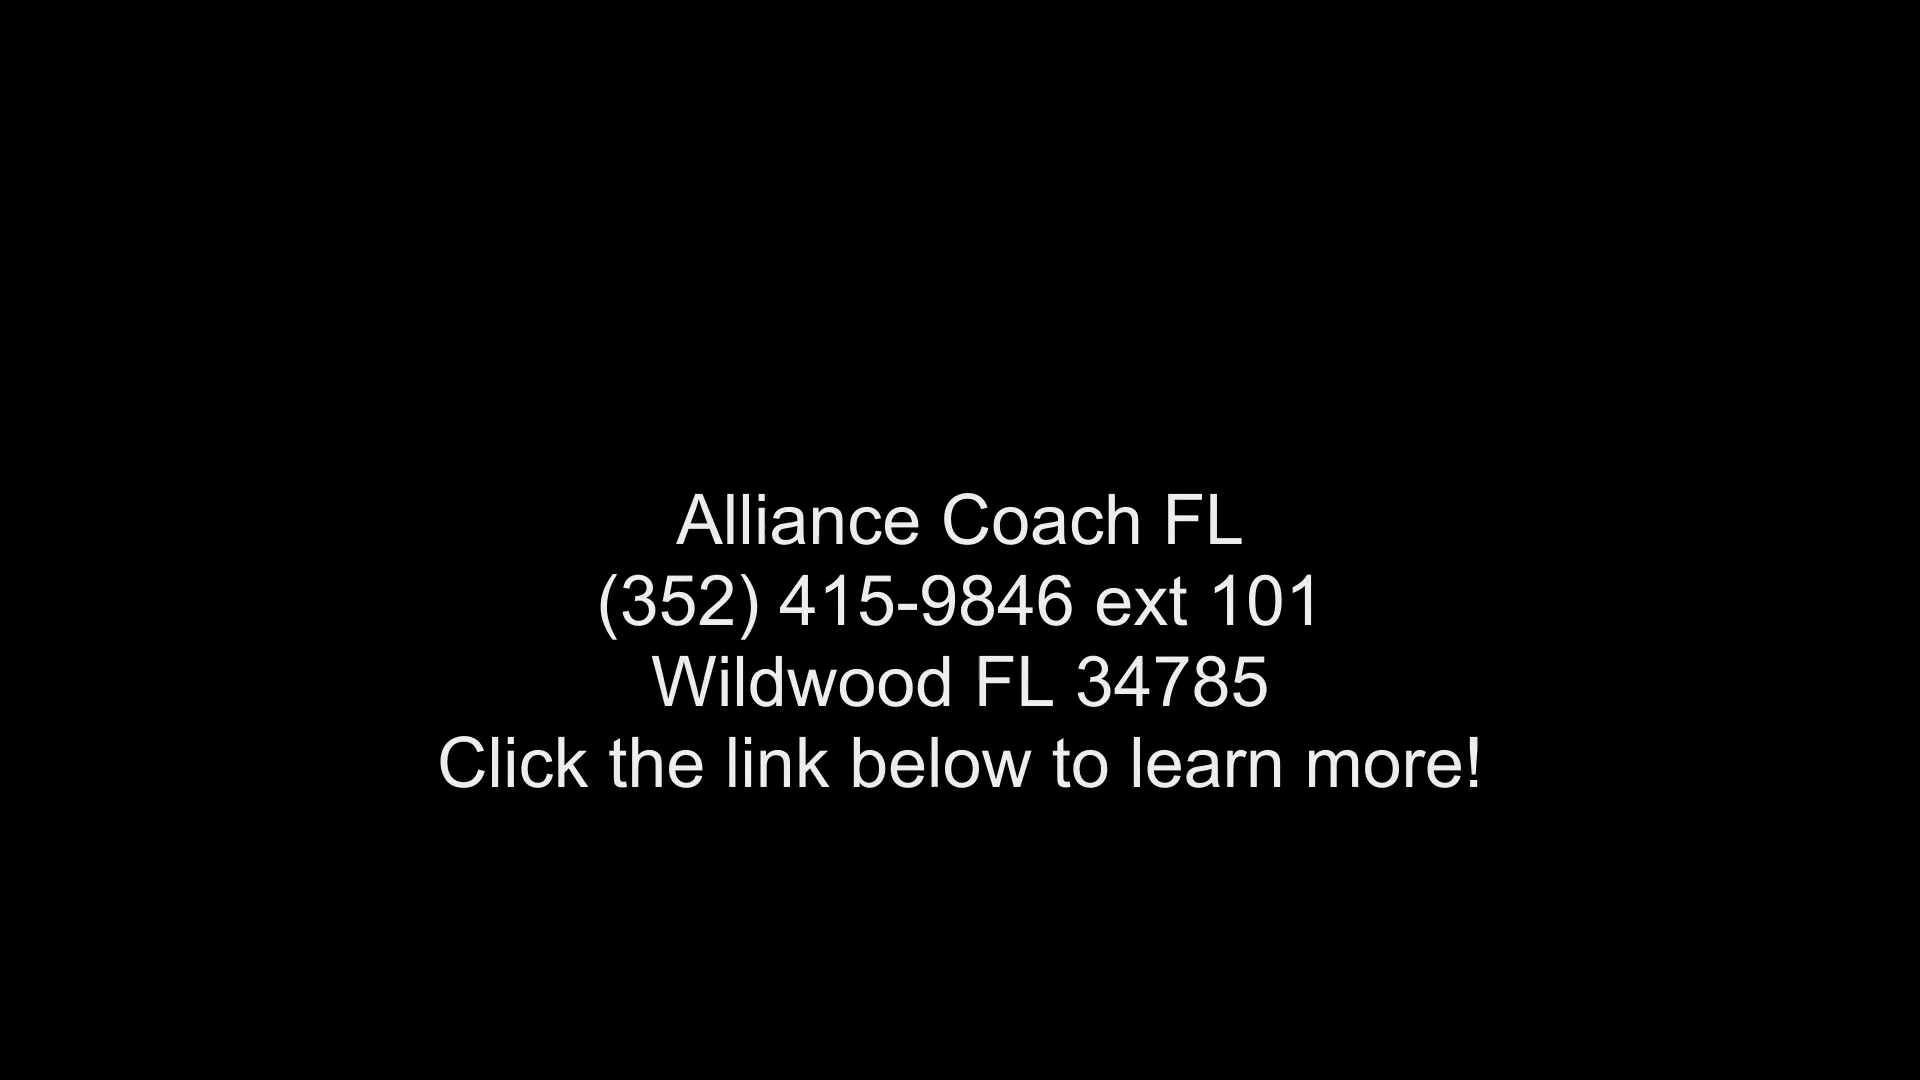 Alliance Coach FL
(352) 415-9846 ext 101
Wildwood FL 34785
Click the link below to learn more!